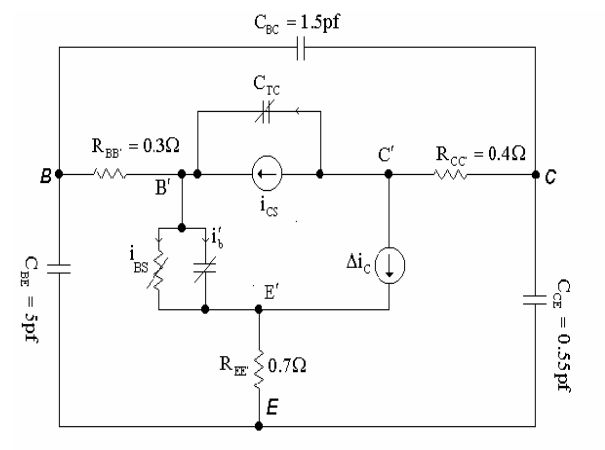 C_BC = 1.5pf
C_TC
R_BB' = 0.3Ω
C'
R_CC' = 0.4Ω
B
B'
C
i_CS
i_BS
i'_b
Δi_C
C_BE = 5pf
E'
C_CE = 0.55pf
R_EE'
0.7Ω
E